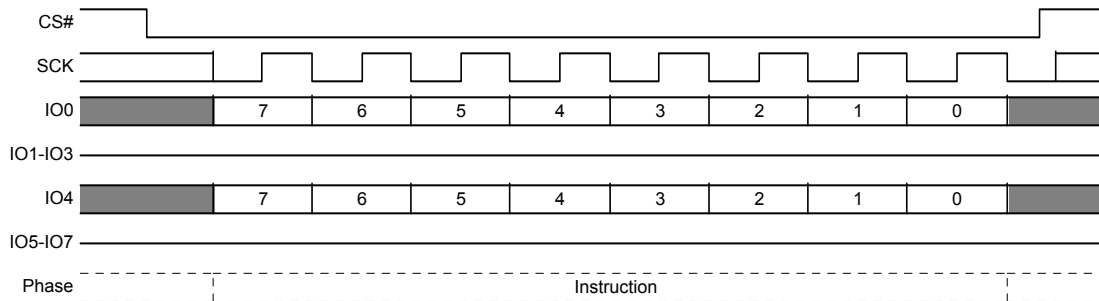 CS#
SCK
IO0 7 6 5 4 3 2 1 0
IO1-IO3
IO4 7 6 5 4 3 2 1 0
IO5-IO7
Phase Instruction